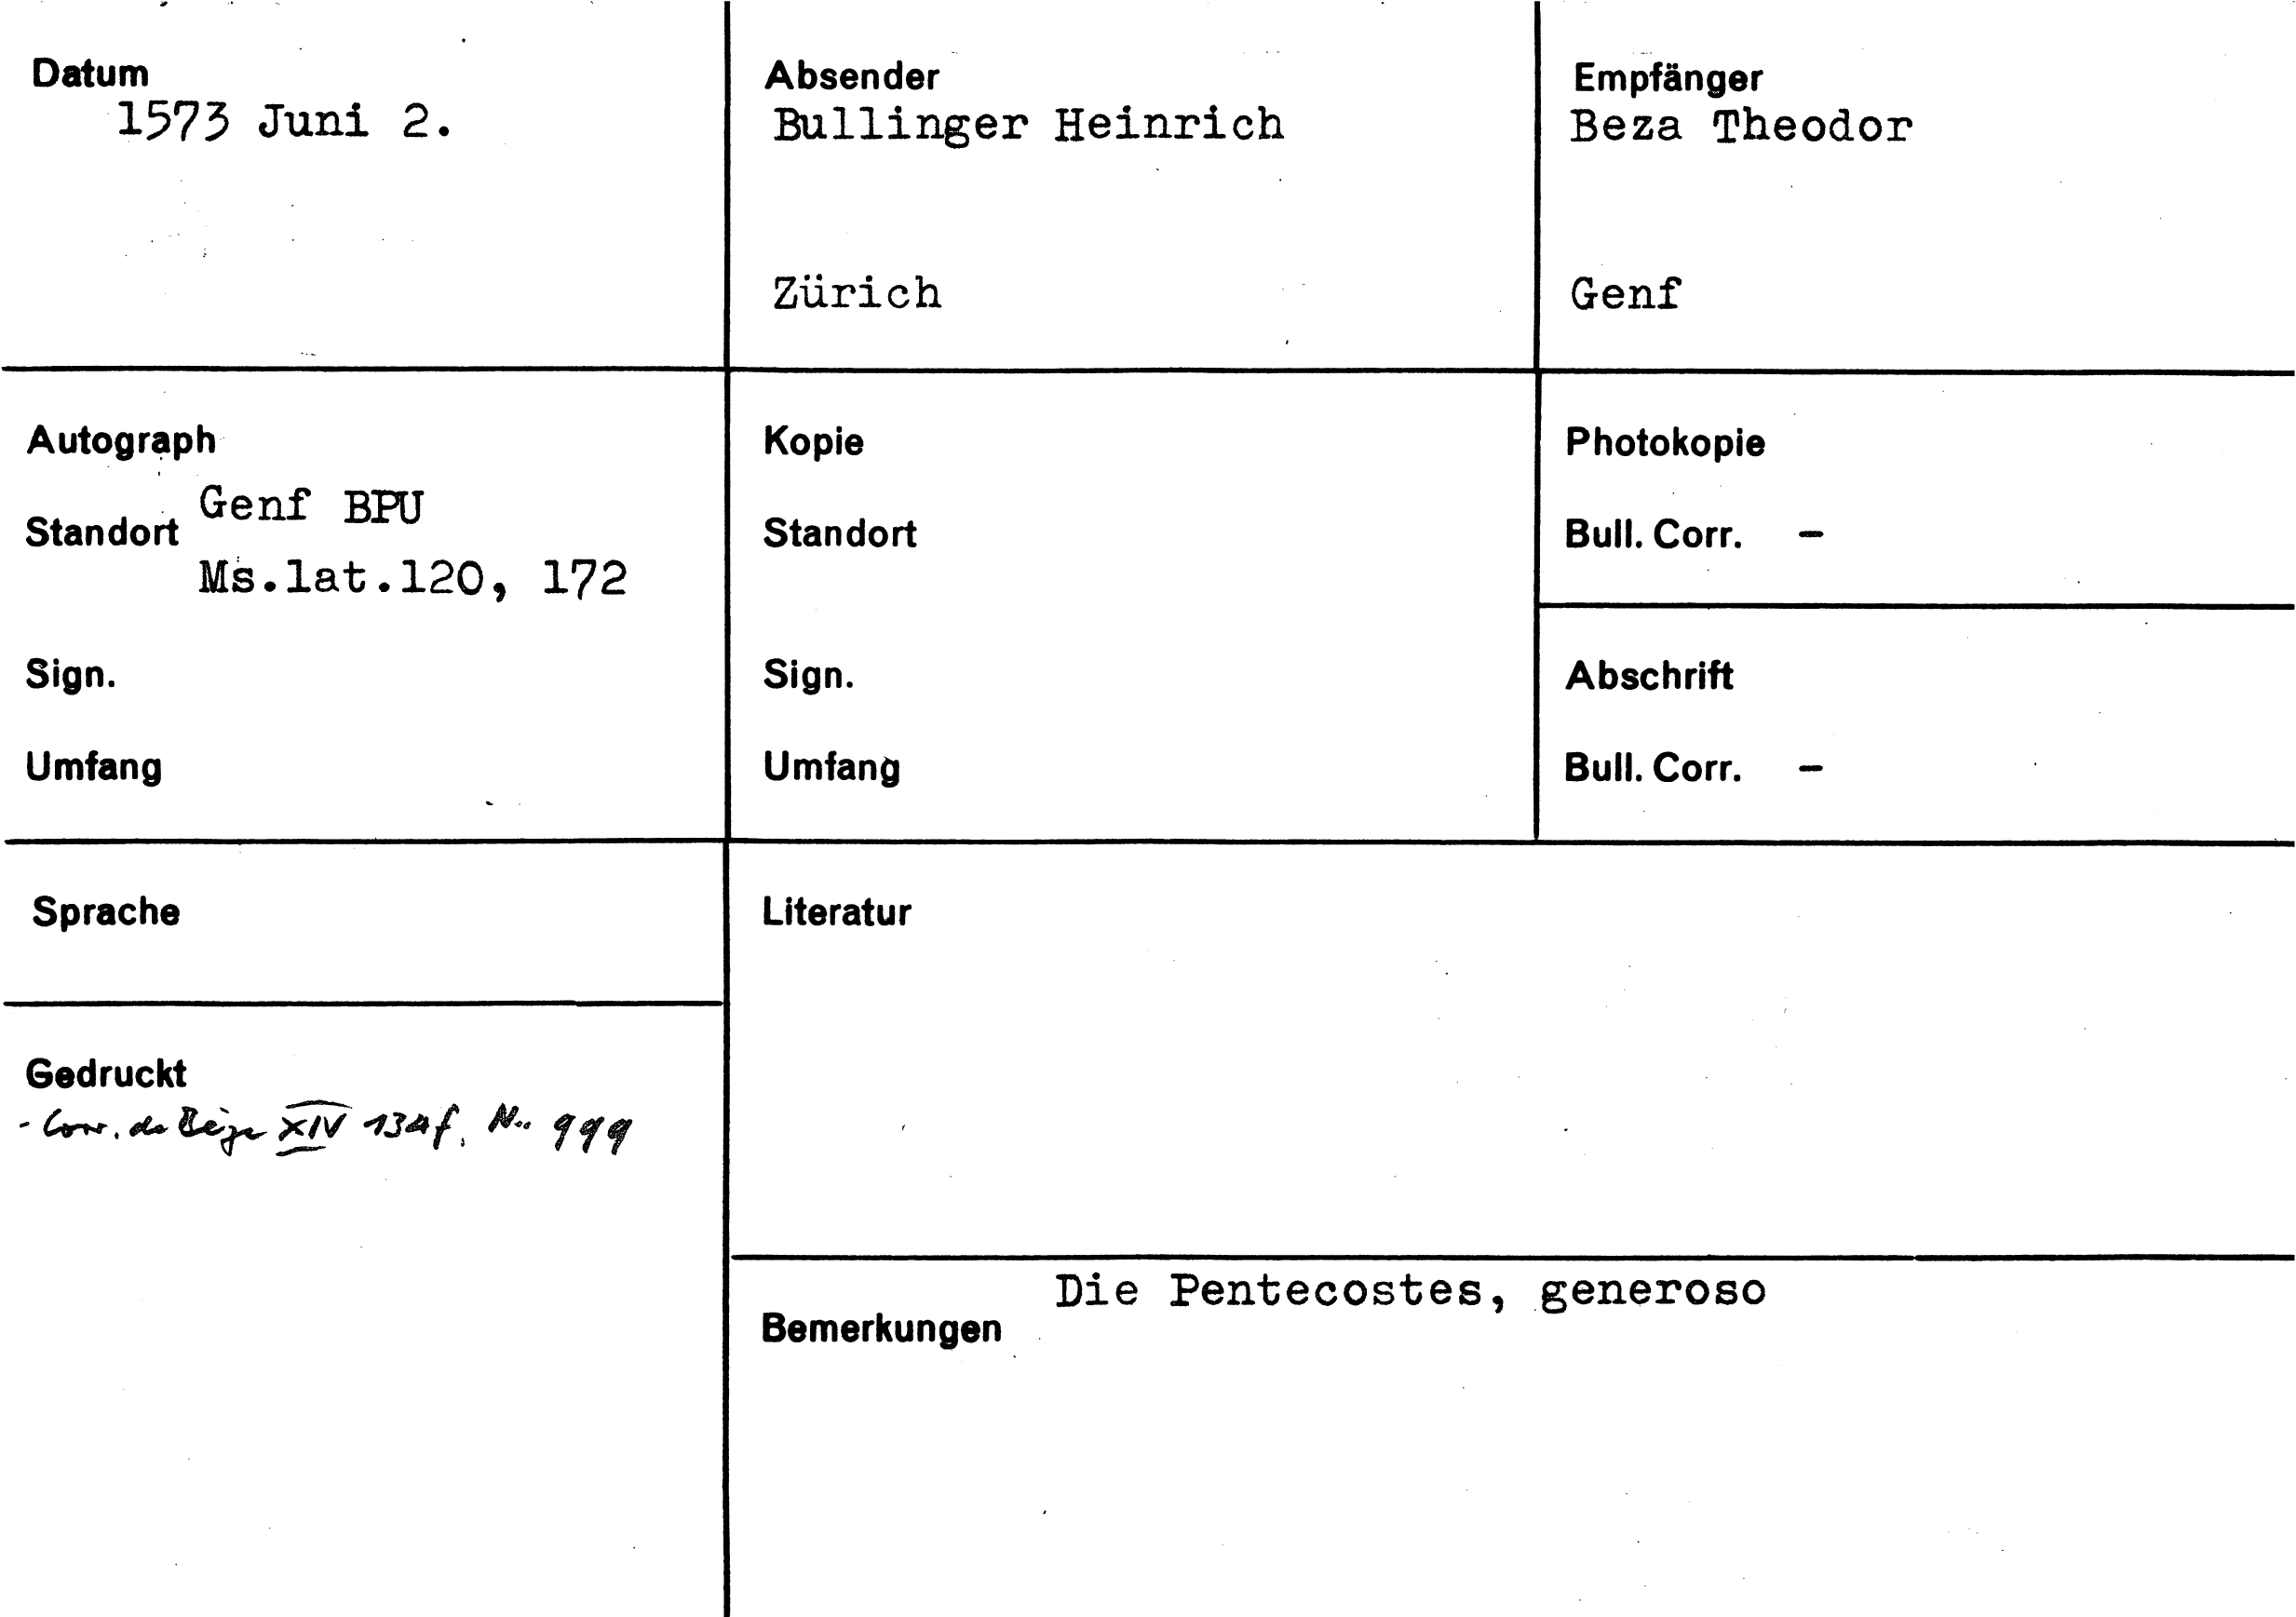 Datum
1573 Juni 2.
Absender
Bullinger Heinrich
Zürich
Empfänger
Beza Theodor
Genf
Autograph
Standort Genf BPU
Ms.lat.120, 172
Sign.
Umfang
Kopie
Standort
Sign.
Umfang
Photokopie
Bull. Corr. –
Abschrift
Bull. Corr. –
Sprache
Gedruckt
- Corr. de Bèze XIV 134f. No. 999
Literatur
Die Pentecostes, generoso
Bemerkungen